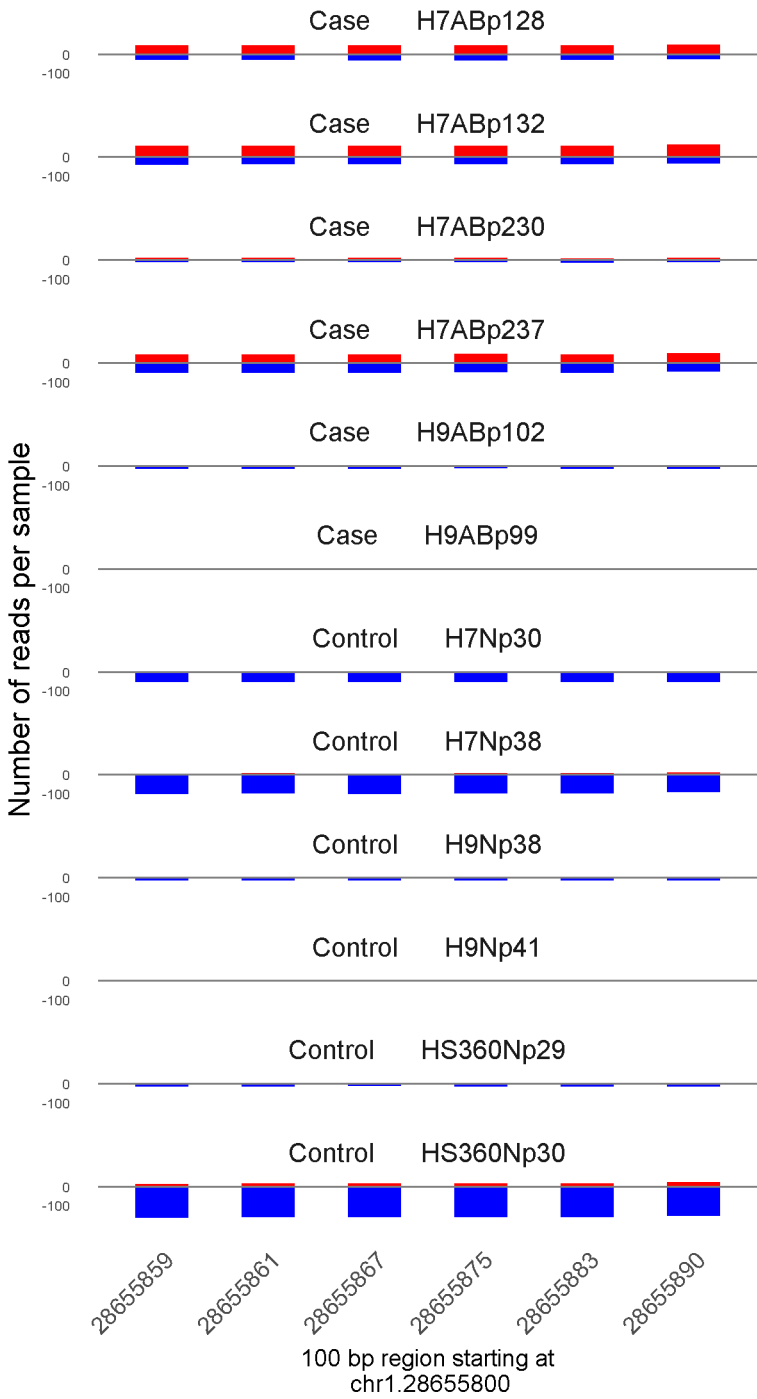 Case H7ABp128
0
-100
Case H7ABp132
0
-100
Case H7ABp230
0
-100
Case H7ABp237
0
-100
Case H9ABp102
0
-100
Case H9ABp99
0
-100
Control H7Np30
0
-100
Control H7Np38
0
-100
Control H9Np38
0
-100
Control H9Np41
0
-100
Control HS360Np29
0
-100
Control HS360Np30
0
-100
Number of reads per sample
28655859
28655861
28655867
28655875
28655883
28655890
100 bp region starting at
chr1.28655800